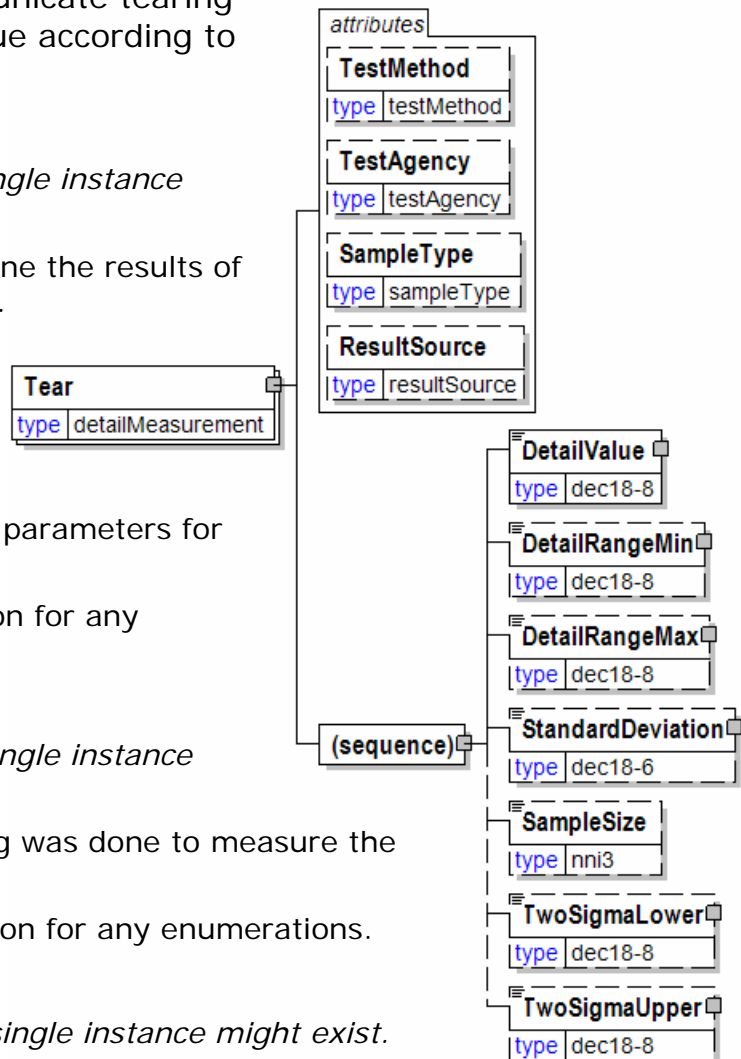 unicate tearing
ue according to
ngle instance
ne the results of
parameters for
on for any
ngle instance
g was done to measure the
on for any enumerations.
single instance might exist.
Tear
type detailMeasurement
attributes
TestMethod
type testMethod
TestAgency
type testAgency
SampleType
type sampleType
ResultSource
type resultSource
(sequence)
DetailValue
type dec18-8
DetailRangeMin
type dec18-8
DetailRangeMax
type dec18-8
StandardDeviation
type dec18-6
SampleSize
type nni3
TwoSigmaLower
type dec18-8
TwoSigmaUpper
type dec18-8